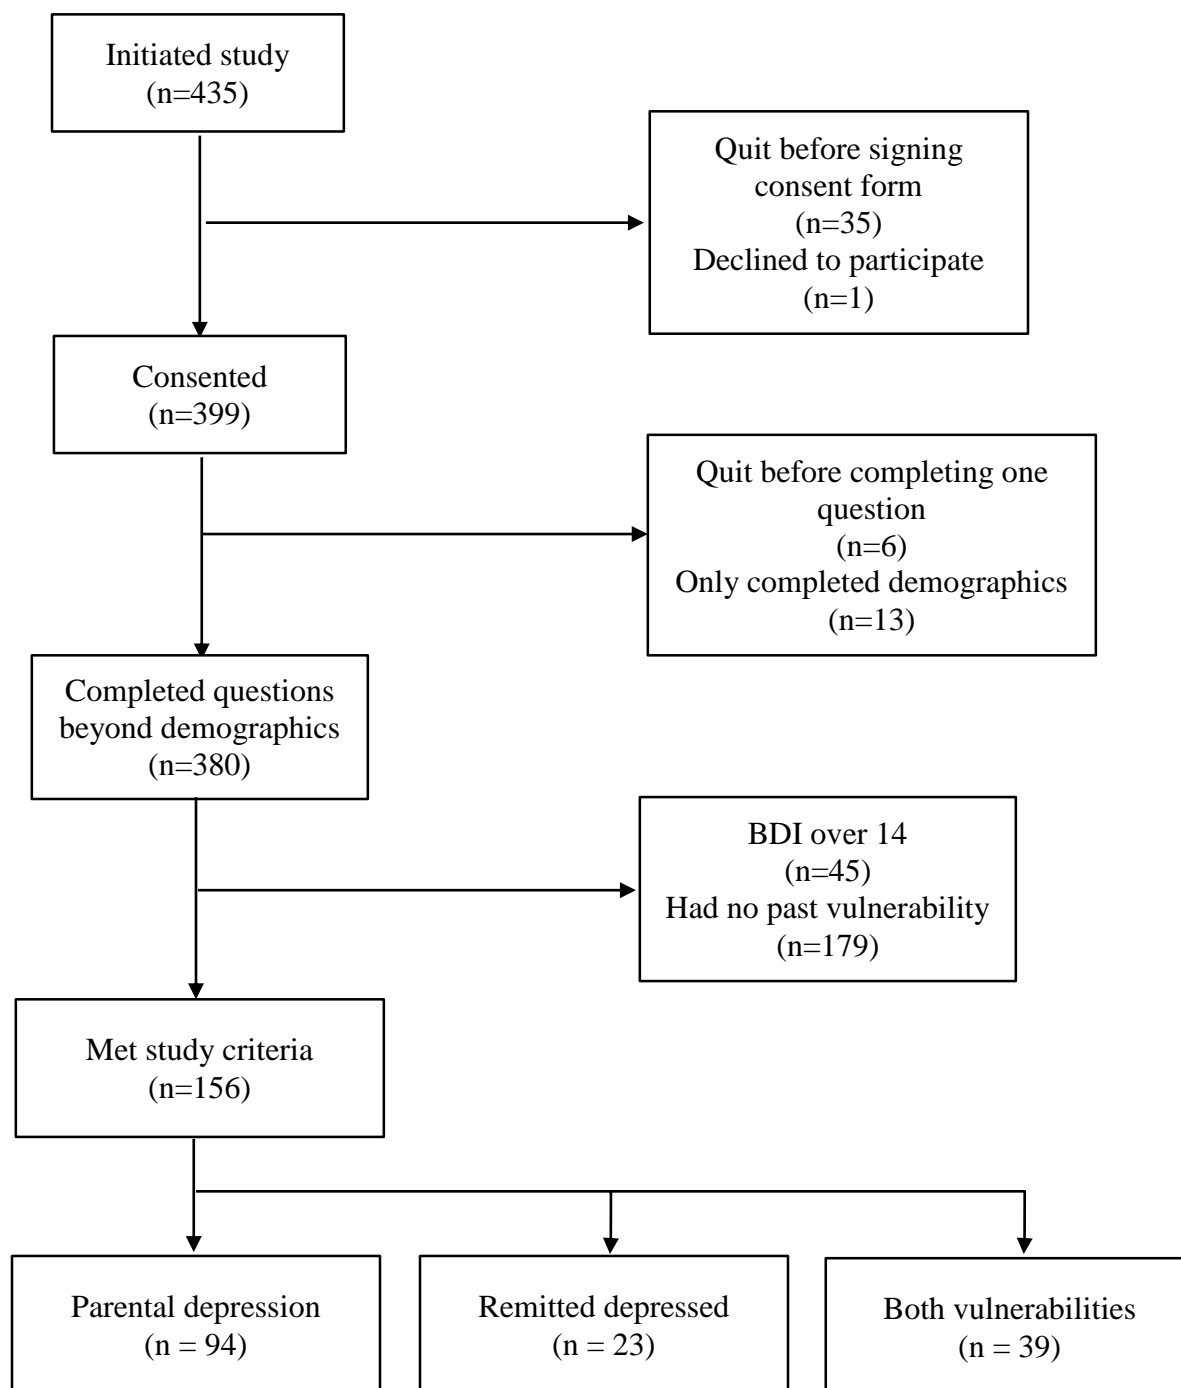 Initiated study
(n=435)
Quit before signing
consent form
(n=35)
Declined to participate
(n=1)
Consented
(n=399)
Quit before completing one
question
(n=6)
Only completed demographics
(n=13)
Completed questions
beyond demographics
(n=380)
BDI over 14
(n=45)
Had no past vulnerability
(n=179)
Met study criteria
(n=156)
Parental depression
(n = 94)
Remitted depressed
(n = 23)
Both vulnerabilities
(n = 39)